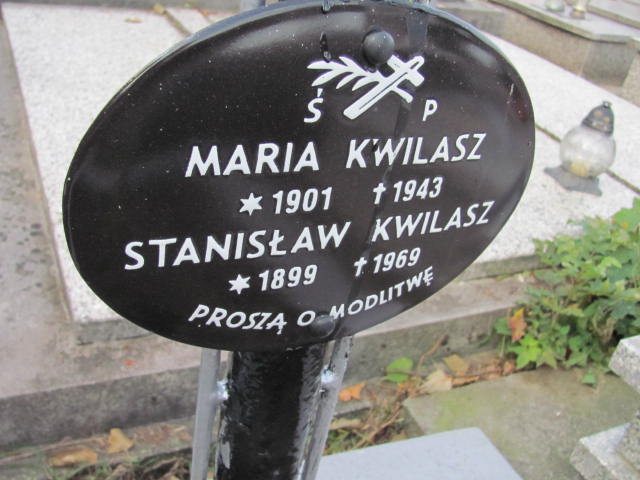 Ś P
MARIA KWILASZ
✶ 1901 † 1943
STANISŁAW KWILASZ
✶ 1899 † 1969
PROSZĄ O MODLITWĘ